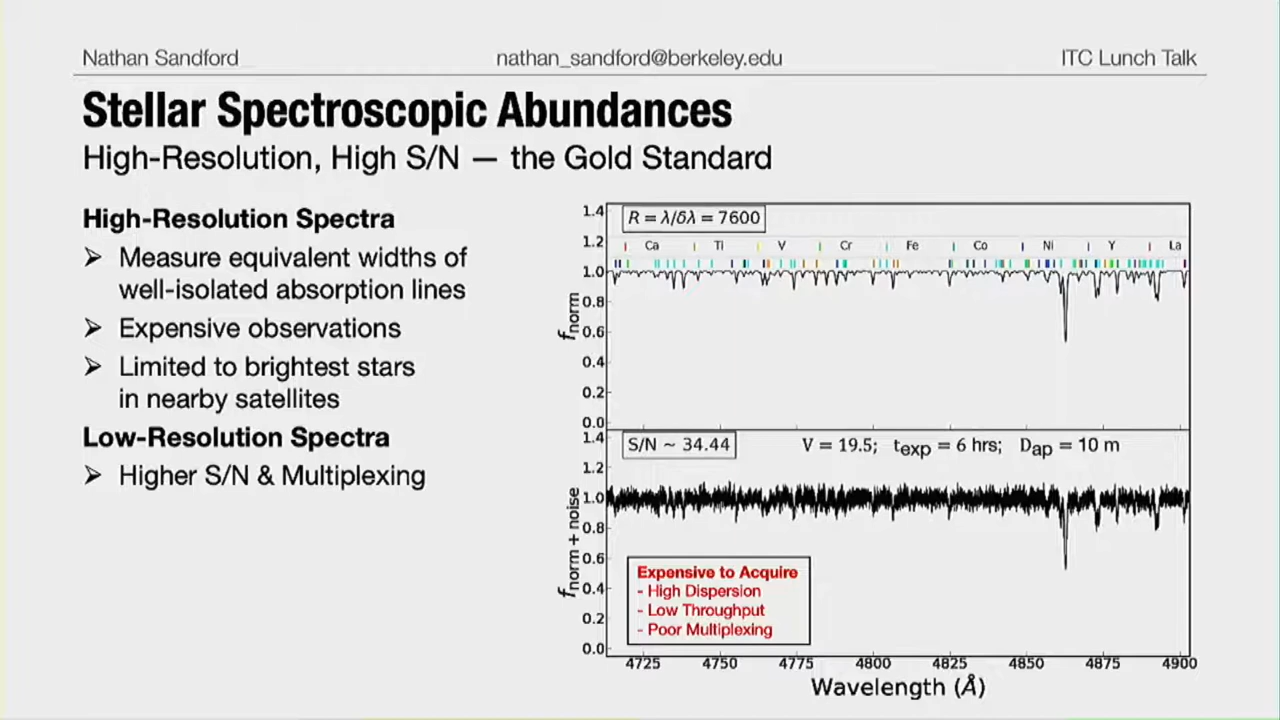 Nathan Sandford nathan_sandford@berkeley.edu ITC Lunch Talk
Stellar Spectroscopic Abundances
High-Resolution, High S/N — the Gold Standard
High-Resolution Spectra
➢ Measure equivalent widths of
well-isolated absorption lines
➢ Expensive observations
➢ Limited to brightest stars
in nearby satellites
Low-Resolution Spectra
➢ Higher S/N & Multiplexing
R = λ/δλ = 7600
Ca Ti V Cr Fe Co Ni Y La
1.4
1.2
1.0
0.8
0.6
0.4
0.2
0.0
f_norm
S/N ~ 34.44 V = 19.5; t_exp = 6 hrs; D_ap = 10 m
1.4
1.2
1.0
0.8
0.6
0.4
0.2
0.0
f_norm + noise
Expensive to Acquire
- High Dispersion
- Low Throughput
- Poor Multiplexing
4725 4750 4775 4800 4825 4850 4875 4900
Wavelength (Å)